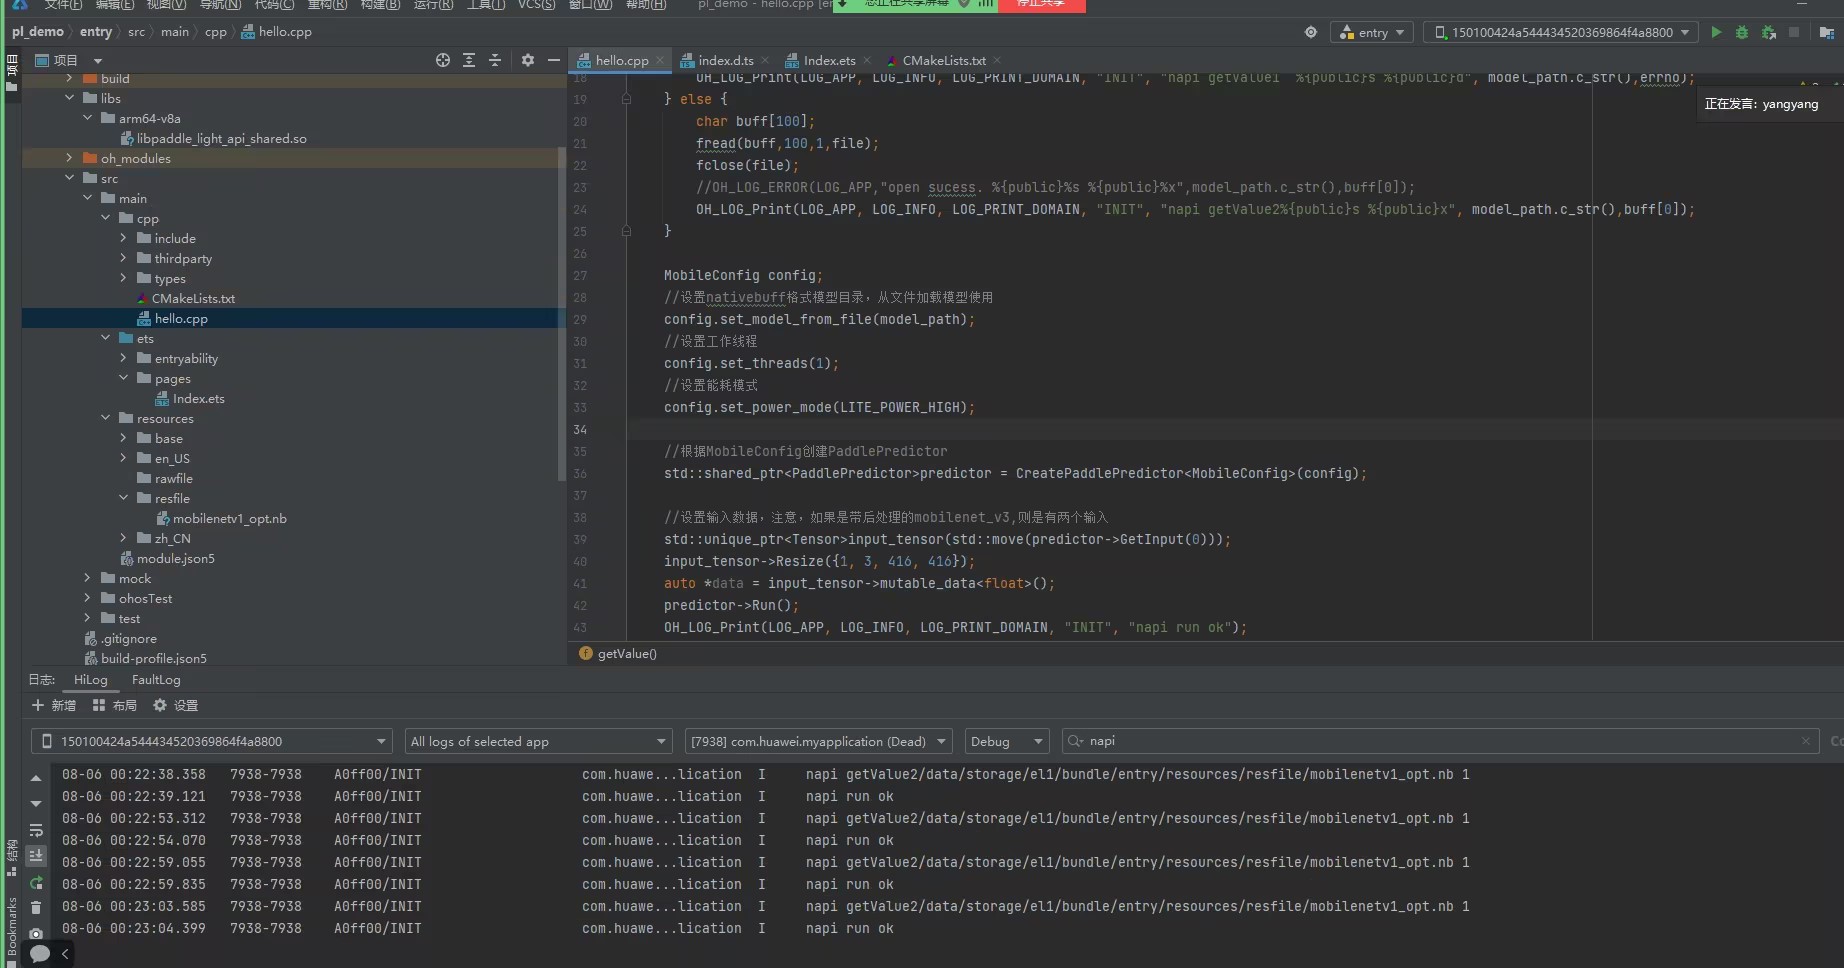 文件(F) 编辑(E) 视图(V) 导航(N) 代码(C) 重构(R) 构建(B) 运行(R) 工具(T) VCS(S) 窗口(W) 帮助(H) pl_demo - hello.cpp [en 您正在共享屏幕 停止共享
pl_demo entry src main cpp hello.cpp entry 150100424a544434520369864f4a8800
项目 项目 hello.cpp index.d.ts Index.ets CMakeLists.txt
正在发言: yangyang
build
libs
arm64-v8a
libpaddle_light_api_shared.so
oh_modules
src
main
cpp
include
thirdparty
types
CMakeLists.txt
hello.cpp
ets
entryability
pages
Index.ets
resources
base
en_US
rawfile
resfile
mobilenetv1_opt.nb
zh_CN
module.json5
mock
ohosTest
test
.gitignore
build-profile.json5
18 OH_LOG_Print(LOG_APP, LOG_INFO, LOG_PRINT_DOMAIN, "INIT", "napi getValue1 %{public}s %{public}d", model_path.c_str(),errno);
19 } else {
20 char buff[100];
21 fread(buff,100,1,file);
22 fclose(file);
23 //OH_LOG_ERROR(LOG_APP,"open sucess. %{public}%s %{public}%x",model_path.c_str(),buff[0]);
24 OH_LOG_Print(LOG_APP, LOG_INFO, LOG_PRINT_DOMAIN, "INIT", "napi getValue2%{public}s %{public}x", model_path.c_str(),buff[0]);
25 }
26
27 MobileConfig config;
28 //设置nativebuff格式模型目录，从文件加载模型使用
29 config.set_model_from_file(model_path);
30 //设置工作线程
31 config.set_threads(1);
32 //设置能耗模式
33 config.set_power_mode(LITE_POWER_HIGH);
34
35 //根据MobileConfig创建PaddlePredictor
36 std::shared_ptr<PaddlePredictor>predictor = CreatePaddlePredictor<MobileConfig>(config);
37
38 //设置输入数据，注意，如果是带后处理的mobilenet_v3,则是有两个输入
39 std::unique_ptr<Tensor>input_tensor(std::move(predictor->GetInput(0)));
40 input_tensor->Resize({1, 3, 416, 416});
41 auto *data = input_tensor->mutable_data<float>();
42 predictor->Run();
43 OH_LOG_Print(LOG_APP, LOG_INFO, LOG_PRINT_DOMAIN, "INIT", "napi run ok");
f getValue()
日志: HiLog FaultLog
新增 布局 设置
150100424a544434520369864f4a8800 All logs of selected app [7938] com.huawei.myapplication (Dead) Debug napi
08-06 00:22:38.358 7938-7938 A0ff00/INIT com.huawe...lication I napi getValue2/data/storage/el1/bundle/entry/resources/resfile/mobilenetv1_opt.nb 1
08-06 00:22:39.121 7938-7938 A0ff00/INIT com.huawe...lication I napi run ok
08-06 00:22:53.312 7938-7938 A0ff00/INIT com.huawe...lication I napi getValue2/data/storage/el1/bundle/entry/resources/resfile/mobilenetv1_opt.nb 1
08-06 00:22:54.070 7938-7938 A0ff00/INIT com.huawe...lication I napi run ok
08-06 00:22:59.055 7938-7938 A0ff00/INIT com.huawe...lication I napi getValue2/data/storage/el1/bundle/entry/resources/resfile/mobilenetv1_opt.nb 1
08-06 00:22:59.835 7938-7938 A0ff00/INIT com.huawe...lication I napi run ok
08-06 00:23:03.585 7938-7938 A0ff00/INIT com.huawe...lication I napi getValue2/data/storage/el1/bundle/entry/resources/resfile/mobilenetv1_opt.nb 1
08-06 00:23:04.399 7938-7938 A0ff00/INIT com.huawe...lication I napi run ok
结构
Bookmarks